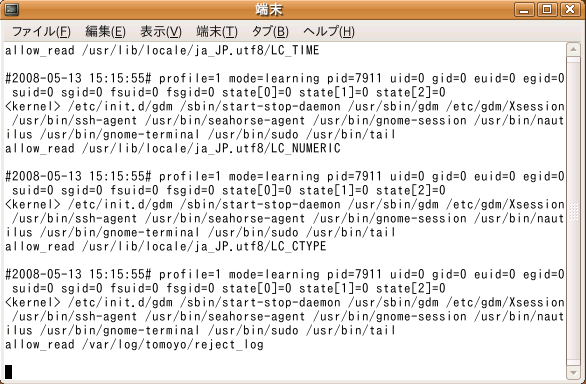 端末
ファイル(F) 編集(E) 表示(V) 端末(T) タブ(B) ヘルプ(H)
allow_read /usr/lib/locale/ja_JP.utf8/LC_TIME
#2008-05-13 15:15:55# profile=1 mode=learning pid=7911 uid=0 gid=0 euid=0 egid=0
 suid=0 sgid=0 fsuid=0 fsgid=0 state[0]=0 state[1]=0 state[2]=0
<kernel> /etc/init.d/gdm /sbin/start-stop-daemon /usr/sbin/gdm /etc/gdm/Xsession
 /usr/bin/ssh-agent /usr/bin/seahorse-agent /usr/bin/gnome-session /usr/bin/naut
ilus /usr/bin/gnome-terminal /usr/bin/sudo /usr/bin/tail
allow_read /usr/lib/locale/ja_JP.utf8/LC_NUMERIC
#2008-05-13 15:15:55# profile=1 mode=learning pid=7911 uid=0 gid=0 euid=0 egid=0
 suid=0 sgid=0 fsuid=0 fsgid=0 state[0]=0 state[1]=0 state[2]=0
<kernel> /etc/init.d/gdm /sbin/start-stop-daemon /usr/sbin/gdm /etc/gdm/Xsession
 /usr/bin/ssh-agent /usr/bin/seahorse-agent /usr/bin/gnome-session /usr/bin/naut
ilus /usr/bin/gnome-terminal /usr/bin/sudo /usr/bin/tail
allow_read /usr/lib/locale/ja_JP.utf8/LC_CTYPE
#2008-05-13 15:15:55# profile=1 mode=learning pid=7911 uid=0 gid=0 euid=0 egid=0
 suid=0 sgid=0 fsuid=0 fsgid=0 state[0]=0 state[1]=0 state[2]=0
<kernel> /etc/init.d/gdm /sbin/start-stop-daemon /usr/sbin/gdm /etc/gdm/Xsession
 /usr/bin/ssh-agent /usr/bin/seahorse-agent /usr/bin/gnome-session /usr/bin/naut
ilus /usr/bin/gnome-terminal /usr/bin/sudo /usr/bin/tail
allow_read /var/log/tomoyo/reject_log